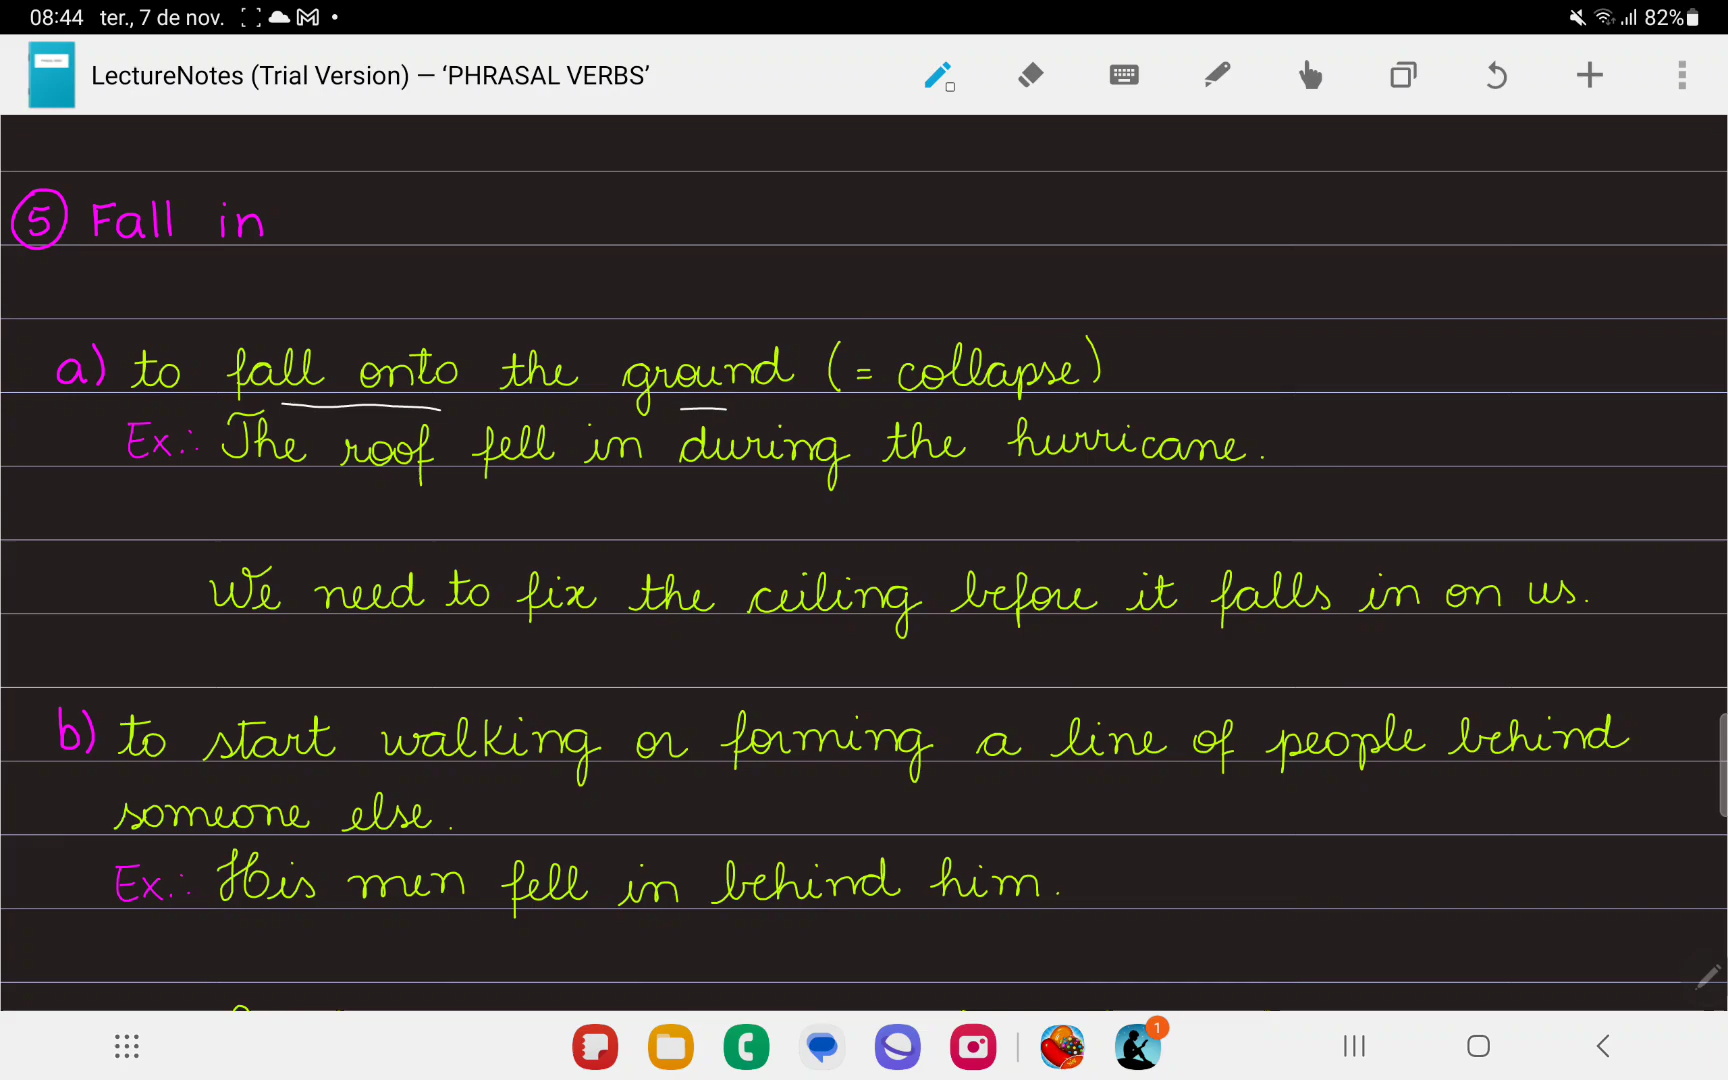 08:44 ter., 7 de nov. 82%
LectureNotes (Trial Version) — ‘PHRASAL VERBS’
5 Fall in
a) to fall onto the ground (= collapse)
Ex.: The roof fell in during the hurricane.
We need to fix the ceiling before it falls in on us.
b) to start walking or forming a line of people behind
someone else.
Ex.: His men fell in behind him.
1